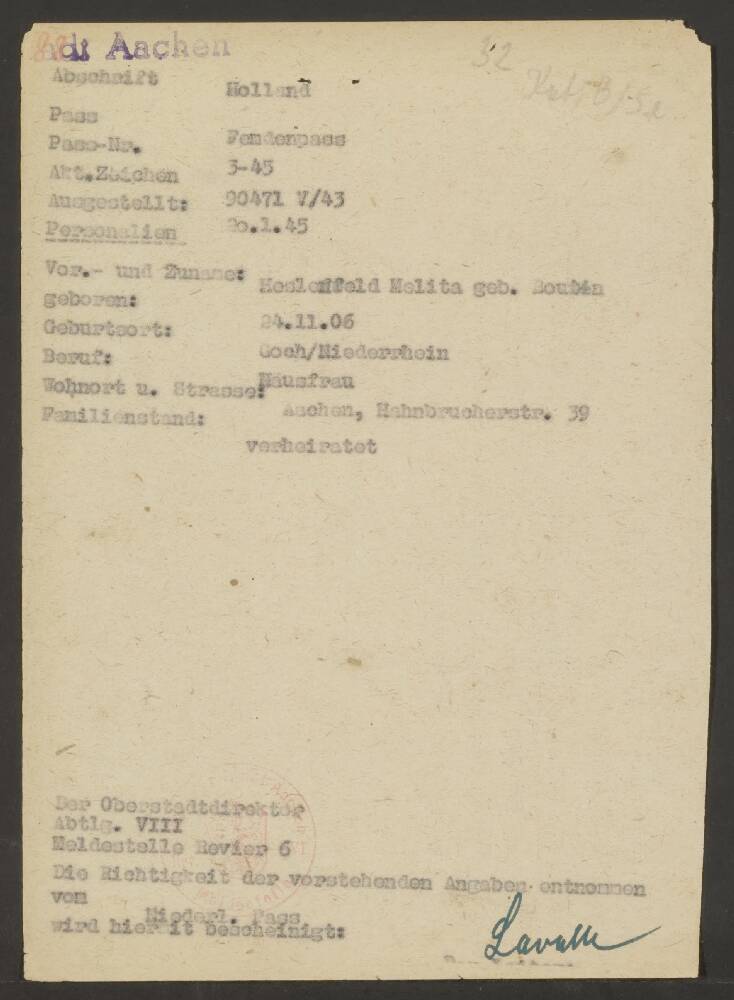 Aachen
32
Abschrift
Holland
Pass
Pass-Nr. Femdenpass
Akt.Zeichen 3-45
Ausgestellt: 90471 V/43
Personalien 20.1.45
Vor.- und Zuname:
Melita geb.
geboren:
Geburtsort: 24.11.06
Beruf: Goch/Niederrhein
Wohnort u. Strasse: Hausfrau
Familienstand: Aachen, Hahnbrucherstr. 39
verheiratet
Der Oberstadtdirektor
Abtlg. VIII
Meldestelle Revier 6
Die Richtigkeit der vorstehenden Angaben entnommen
vom
Niederl. Pass
wird hiermit bescheinigt: